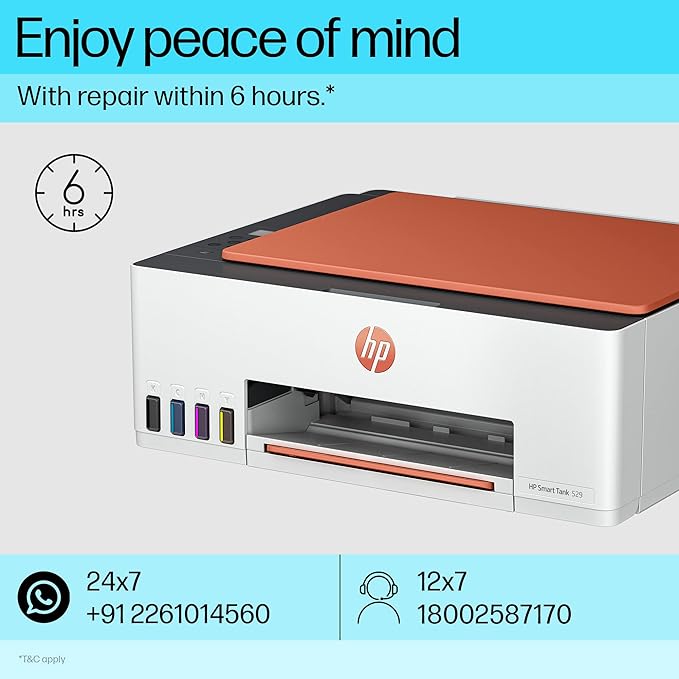 Enjoy peace of mind
With repair within 6 hours.*
6
hrs
hp
K C M Y
HP Smart Tank 529
24x7
+91 2261014560
12x7
18002587170
*T&C apply